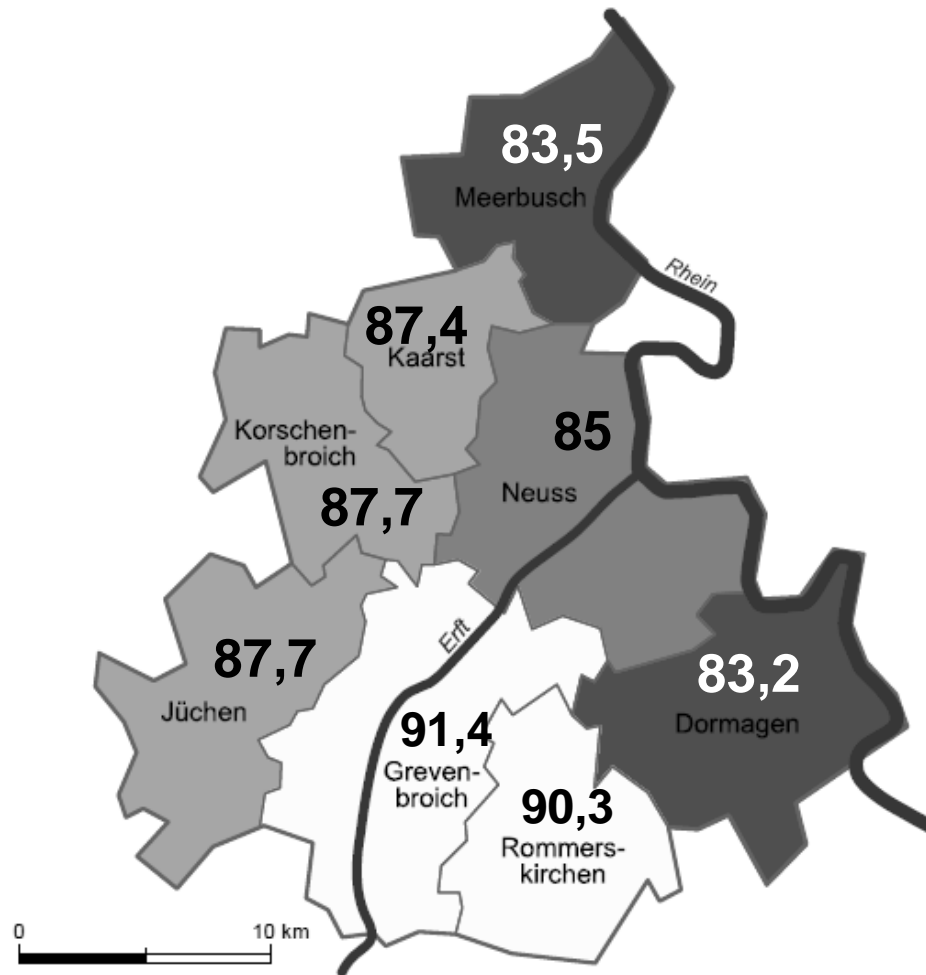 83,5
Meerbusch
Rhein
87,4
Kaarst
Korschen-
broich
87,7
85
Neuss
Erft
87,7
Jüchen
83,2
Dormagen
91,4
Greven-
broich
90,3
Rommers-
kirchen
0
10 km